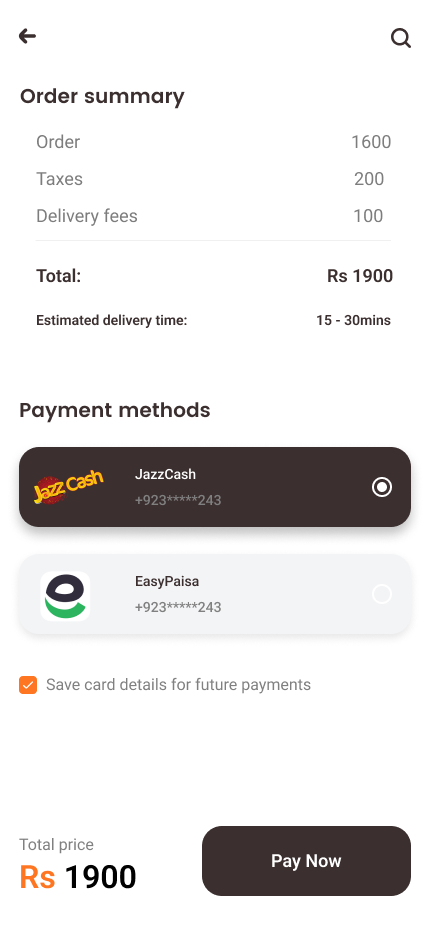 Order summary
Order 1600
Taxes 200
Delivery fees 100
Total: Rs 1900
Estimated delivery time: 15 - 30mins
Payment methods
Jazz Cash
JazzCash
+923*****243
EasyPaisa
+923*****243
Save card details for future payments
Total price
Rs 1900
Pay Now